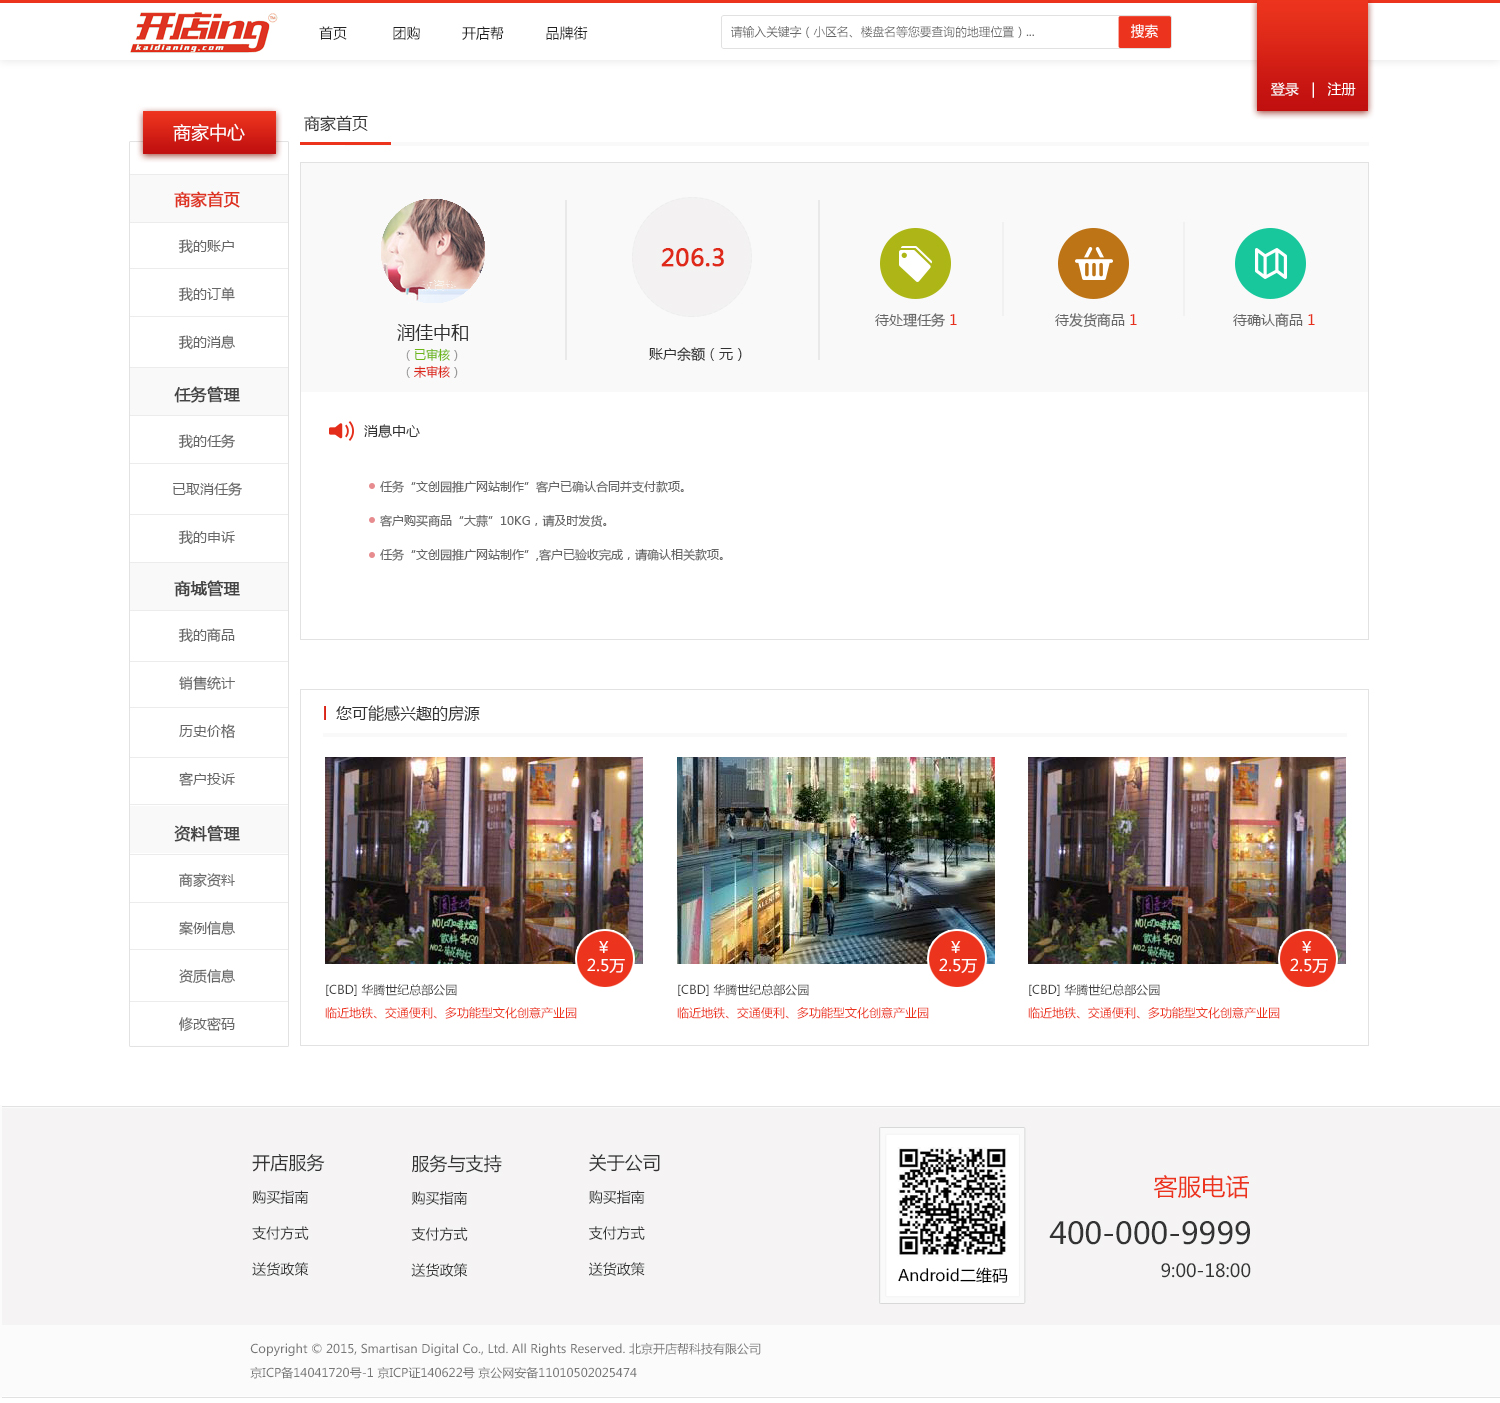 开店ing
kaidianing.com
首页 团购 开店帮 品牌街
请输入关键字（小区名、楼盘名等您要查询的地理位置）...
搜索
登录 | 注册
商家中心
商家首页
我的账户
我的订单
我的消息
任务管理
我的任务
已取消任务
我的申诉
商城管理
我的商品
销售统计
历史价格
客户投诉
资料管理
商家资料
案例信息
资质信息
修改密码
商家首页
润佳中和
（已审核）
（未审核）
206.3
账户余额（元）
待处理任务 1
待发货商品 1
待确认商品 1
消息中心
任务“文创园推广网站制作”客户已确认合同并支付款项。
客户购买商品“大蒜”10KG，请及时发货。
任务“文创园推广网站制作”,客户已验收完成，请确认相关款项。
您可能感兴趣的房源
¥
2.5万
[CBD] 华腾世纪总部公园
临近地铁、交通便利、多功能型文化创意产业园
¥
2.5万
[CBD] 华腾世纪总部公园
临近地铁、交通便利、多功能型文化创意产业园
¥
2.5万
[CBD] 华腾世纪总部公园
临近地铁、交通便利、多功能型文化创意产业园
开店服务
购买指南
支付方式
送货政策
服务与支持
购买指南
支付方式
送货政策
关于公司
购买指南
支付方式
送货政策
Android二维码
客服电话
400-000-9999
9:00-18:00
Copyright © 2015, Smartisan Digital Co., Ltd. All Rights Reserved. 北京开店帮科技有限公司
京ICP备14041720号-1 京ICP证140622号 京公网安备11010502025474